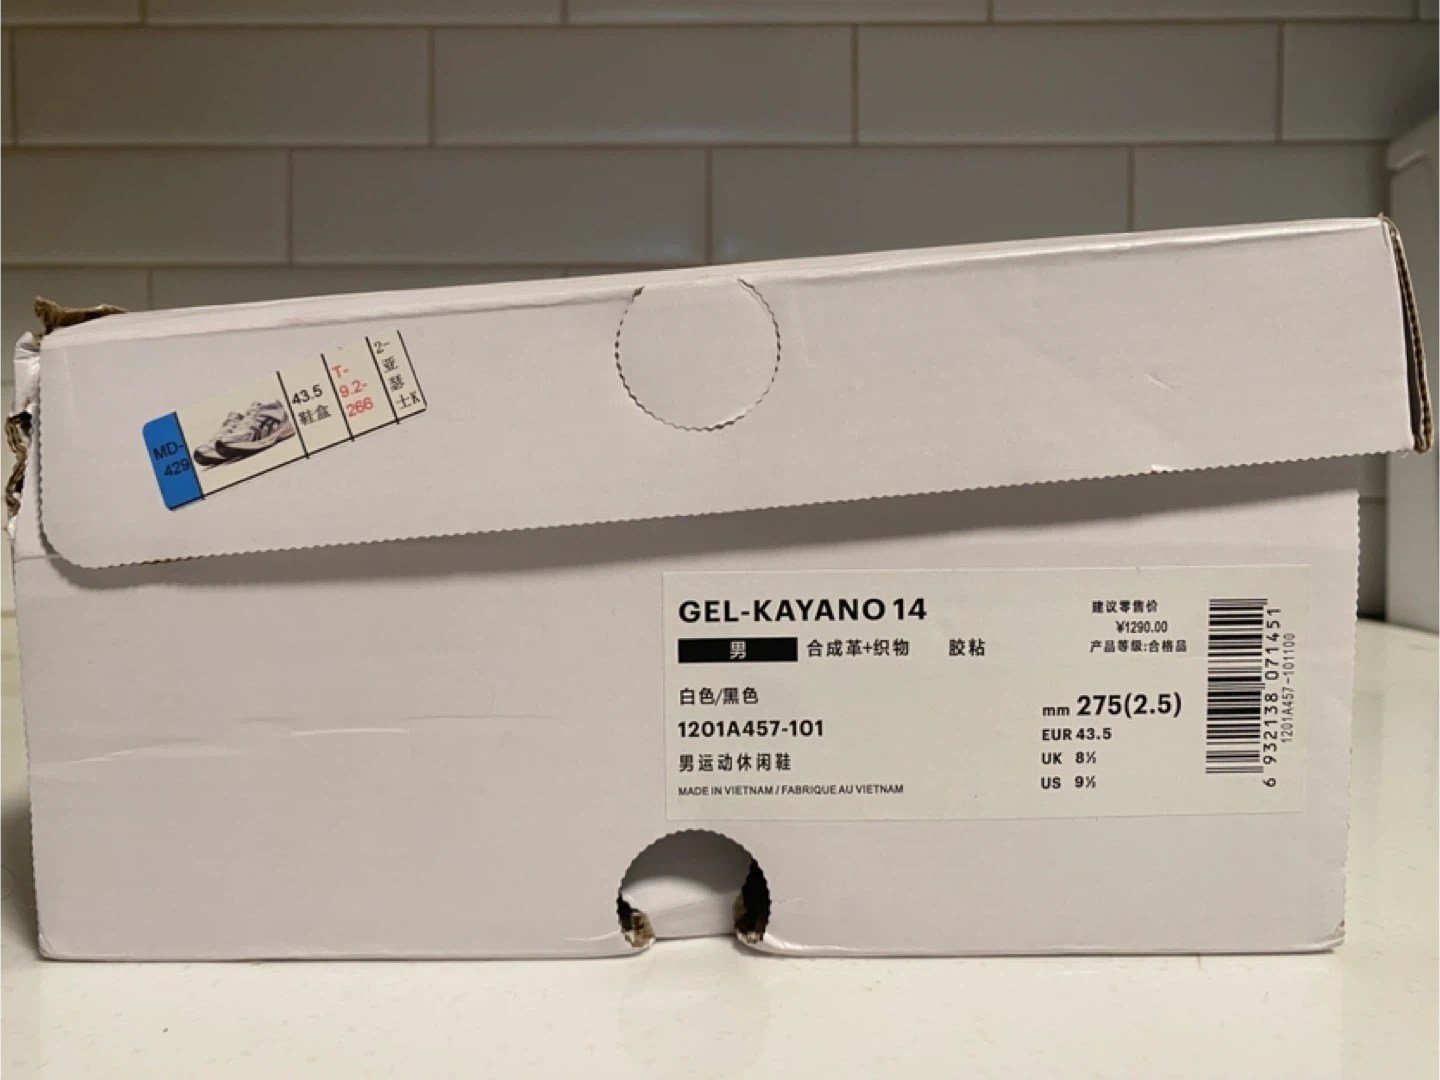 MD-
429
43.5
鞋盒
T-
9.2-
266
2-
亚
瑟
士K
GEL-KAYANO 14
男 合成革+织物 胶粘
白色/黑色
1201A457-101
男运动休闲鞋
MADE IN VIETNAM / FABRIQUE AU VIETNAM
建议零售价
¥1290.00
产品等级:合格品
mm 275(2.5)
EUR 43.5
UK 8½
US 9½
6 932138 071451
1201A457-101100